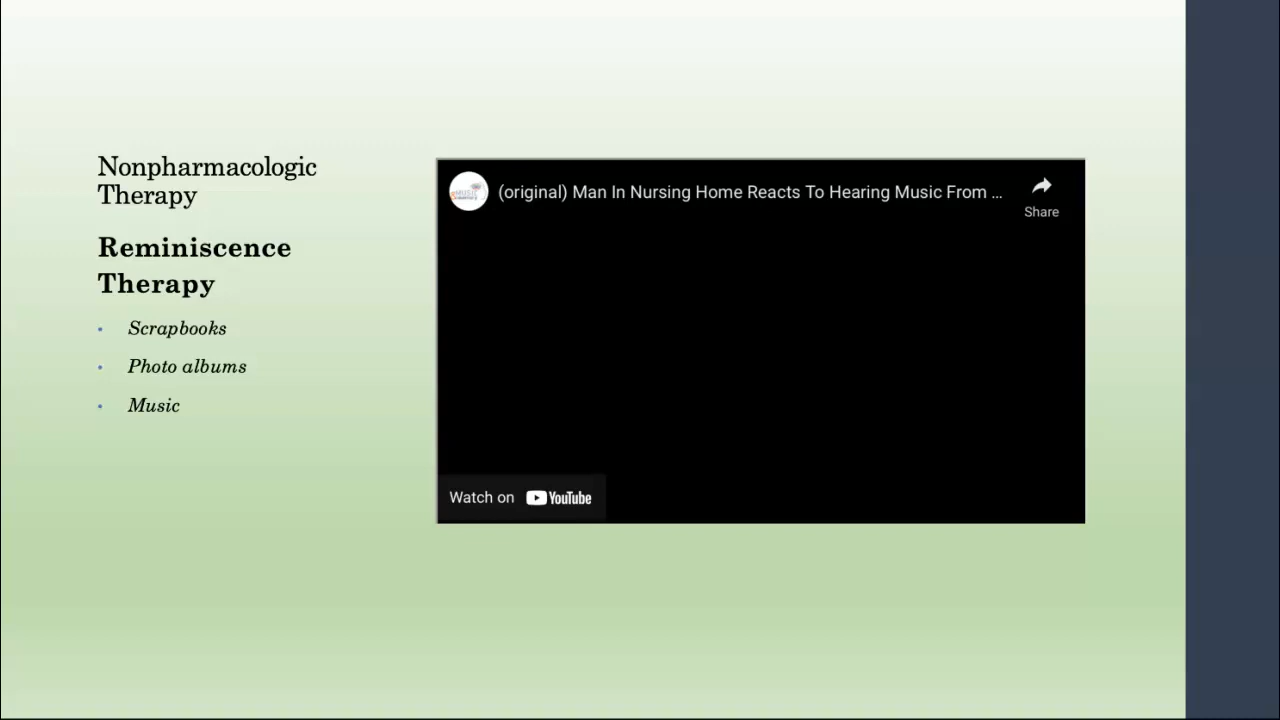 Nonpharmacologic
Therapy
Reminiscence
Therapy
• Scrapbooks
• Photo albums
• Music
(original) Man In Nursing Home Reacts To Hearing Music From ...
Share
Watch on YouTube